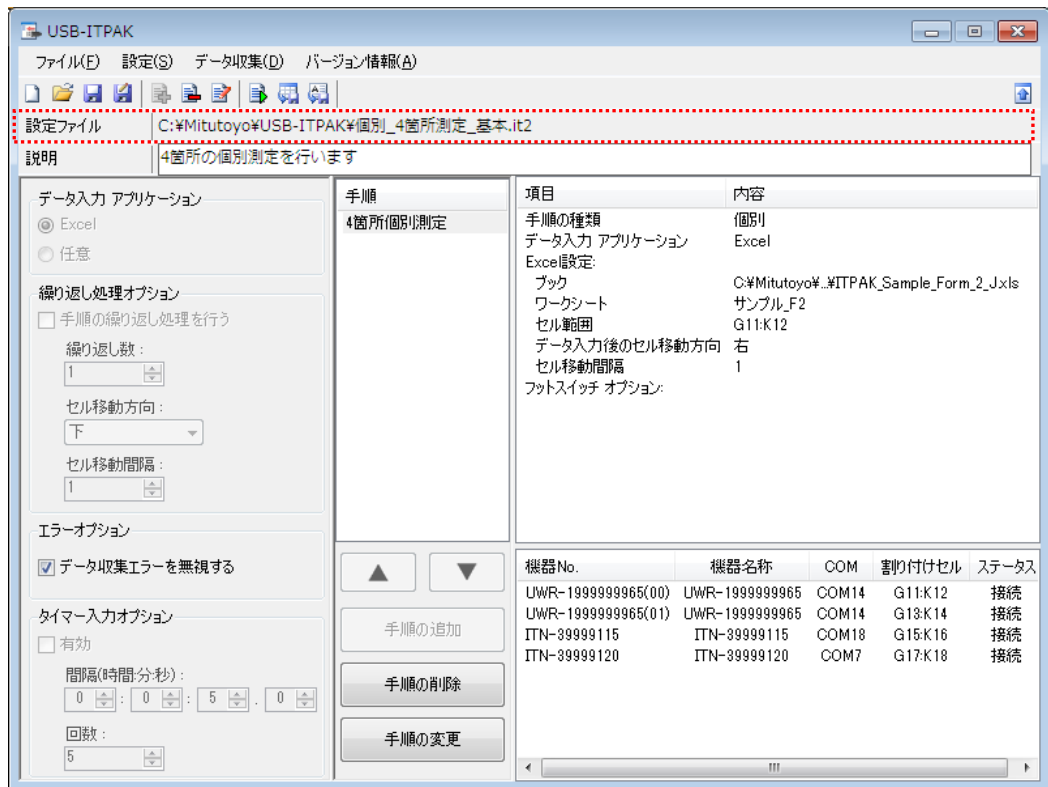 USB-ITPAK
ファイル(F) 設定(S) データ収集(D) バージョン情報(A)
設定ファイル C:¥Mitutoyo¥USB-ITPAK¥個別_4箇所測定_基本.it2
説明 4箇所の個別測定を行います
データ入力 アプリケーション
Excel
任意
繰り返し処理オプション
手順の繰り返し処理を行う
繰り返し数 :
1
セル移動方向 :
下
セル移動間隔 :
1
エラーオプション
データ収集エラーを無視する
タイマー入力オプション
有効
間隔(時間:分:秒) :
0 : 0 : 5 . 0
回数 :
5
手順
4箇所個別測定
手順の追加
手順の削除
手順の変更
項目 内容
手順の種類 個別
データ入力 アプリケーション Excel
Excel設定:
ブック C:¥Mitutoyo¥...¥ITPAK_Sample_Form_2_J.xls
ワークシート サンプル_F2
セル範囲 G11:K12
データ入力後のセル移動方向 右
セル移動間隔 1
フットスイッチ オプション:
機器No. 機器名称 COM 割り付けセル ステータス
UWR-1999999965(00) UWR-1999999965 COM14 G11:K12 接続
UWR-1999999965(01) UWR-1999999965 COM14 G13:K14 接続
ITN-39999115 ITN-39999115 COM18 G15:K16 接続
ITN-39999120 ITN-39999120 COM7 G17:K18 接続